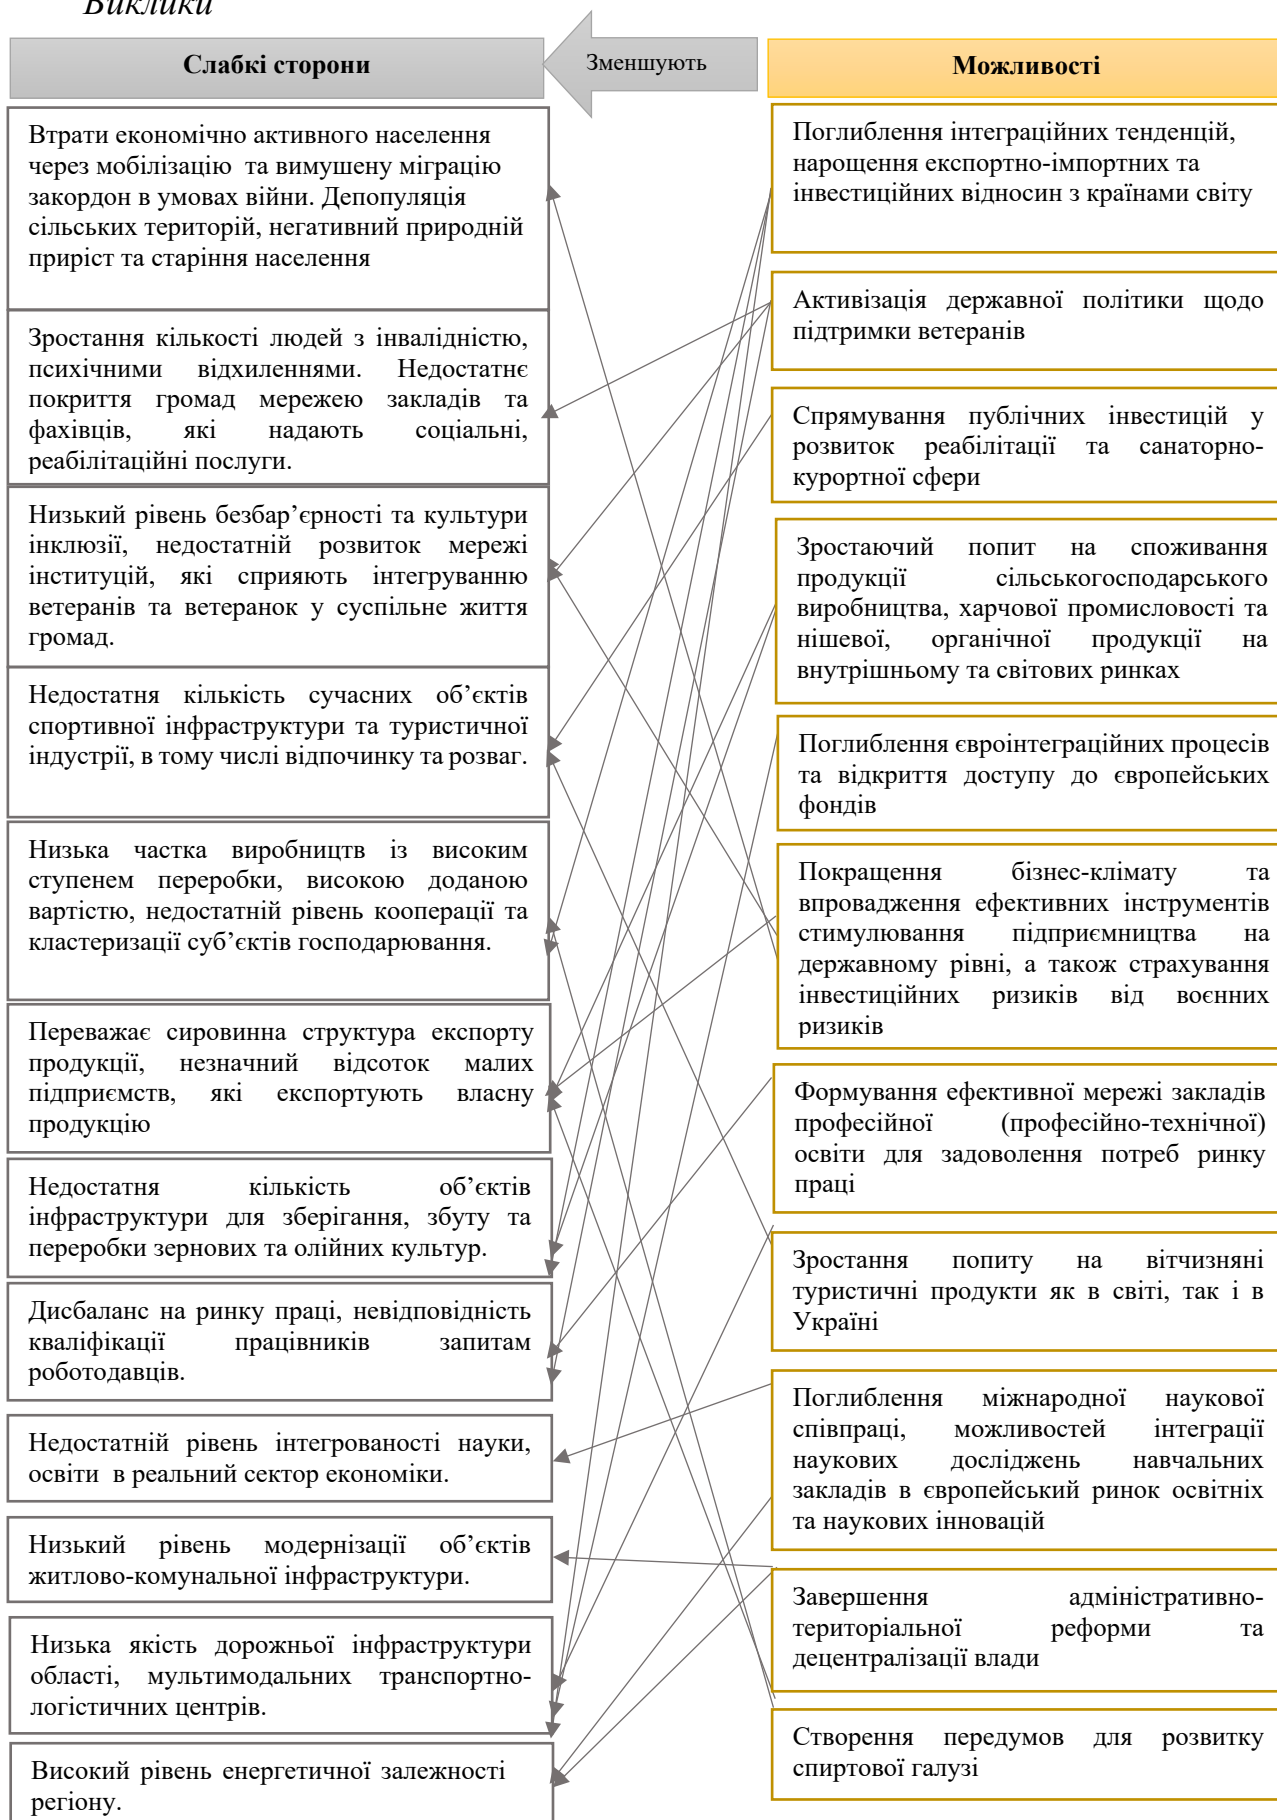 Виклики
Слабкі сторони
Зменшують
Можливості
Втрати економічно активного населення
через мобілізацію та вимушену міграцію
закордон в умовах війни. Депопуляція
сільських територій, негативний природній
приріст та старіння населення
Зростання кількості людей з інвалідністю,
психічними відхиленнями. Недостатнє
покриття громад мережею закладів та
фахівців, які надають соціальні,
реабілітаційні послуги.
Низький рівень безбар’єрності та культури
інклюзії, недостатній розвиток мережі
інституцій, які сприяють інтегруванню
ветеранів та ветеранок у суспільне життя
громад.
Недостатня кількість сучасних об’єктів
спортивної інфраструктури та туристичної
індустрії, в тому числі відпочинку та розваг.
Низька частка виробництв із високим
ступенем переробки, високою доданою
вартістю, недостатній рівень кооперації та
кластеризації суб’єктів господарювання.
Переважає сировинна структура експорту
продукції, незначний відсоток малих
підприємств, які експортують власну
продукцію
Недостатня кількість об’єктів
інфраструктури для зберігання, збуту та
переробки зернових та олійних культур.
Дисбаланс на ринку праці, невідповідність
кваліфікації працівників запитам
роботодавців.
Недостатній рівень інтегрованості науки,
освіти в реальний сектор економіки.
Низький рівень модернізації об’єктів
житлово-комунальної інфраструктури.
Низька якість дорожньої інфраструктури
області, мультимодальних транспортно-
логістичних центрів.
Високий рівень енергетичної залежності
регіону.
Поглиблення інтеграційних тенденцій,
нарощення експортно-імпортних та
інвестиційних відносин з країнами світу
Активізація державної політики щодо
підтримки ветеранів
Спрямування публічних інвестицій у
розвиток реабілітації та санаторно-
курортної сфери
Зростаючий попит на споживання
продукції сільськогосподарського
виробництва, харчової промисловості та
нішевої, органічної продукції на
внутрішньому та світових ринках
Поглиблення євроінтеграційних процесів
та відкриття доступу до європейських
фондів
Покращення бізнес-клімату та
впровадження ефективних інструментів
стимулювання підприємництва на
державному рівні, а також страхування
інвестиційних ризиків від воєнних
ризиків
Формування ефективної мережі закладів
професійної (професійно-технічної)
освіти для задоволення потреб ринку
праці
Зростання попиту на вітчизняні
туристичні продукти як в світі, так і в
Україні
Поглиблення міжнародної наукової
співпраці, можливостей інтеграції
наукових досліджень навчальних
закладів в європейський ринок освітніх
та наукових інновацій
Завершення адміністративно-
територіальної реформи та
децентралізації влади
Створення передумов для розвитку
спиртової галузі